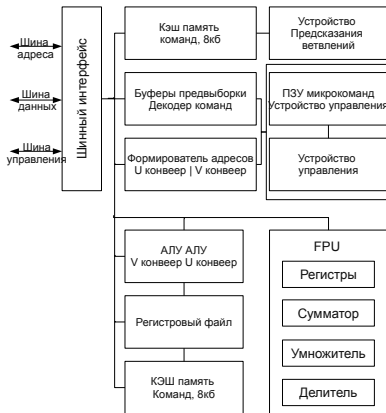 Шина
адреса
Шина
данных
Шина
управления
Шинный интерфейс
Кэш память
команд, 8кб
Устройство
Предсказания
ветвлений
Буферы предвыборки
Декодер команд
ПЗУ микрокоманд
Устройство управления
Формирователь адресов
U конвеер | V конвеер
Устройство
управления
АЛУ АЛУ
V конвеер U конвеер
Регистровый файл
КЭШ память
Команд, 8кб
FPU
Регистры
Сумматор
Умножитель
Делитель